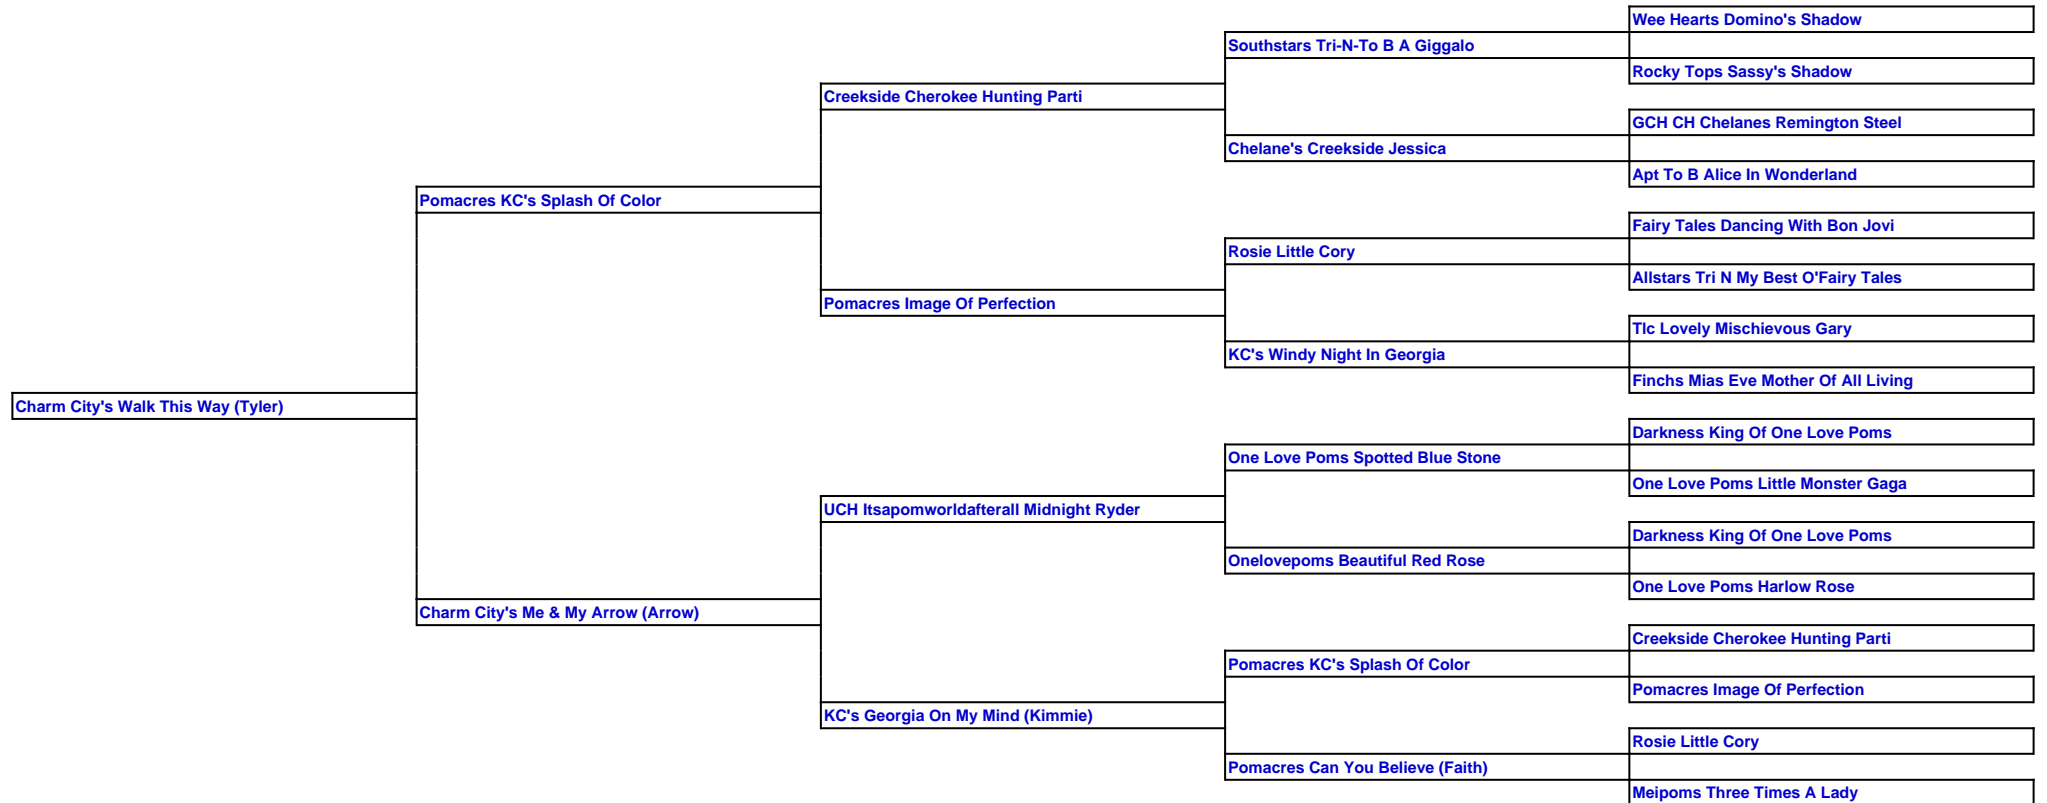 Wee Hearts Domino's Shadow
Southstars Tri-N-To B A Giggalo
Rocky Tops Sassy's Shadow
Creekside Cherokee Hunting Parti
GCH CH Chelanes Remington Steel
Chelane's Creekside Jessica
Apt To B Alice In Wonderland
Pomacres KC's Splash Of Color
Fairy Tales Dancing With Bon Jovi
Rosie Little Cory
Allstars Tri N My Best O'Fairy Tales
Pomacres Image Of Perfection
Tlc Lovely Mischievous Gary
KC's Windy Night In Georgia
Finchs Mias Eve Mother Of All Living
Charm City's Walk This Way (Tyler)
Darkness King Of One Love Poms
One Love Poms Spotted Blue Stone
One Love Poms Little Monster Gaga
UCH Itsapomworldafterall Midnight Ryder
Darkness King Of One Love Poms
Onelovepoms Beautiful Red Rose
One Love Poms Harlow Rose
Charm City's Me & My Arrow (Arrow)
Creekside Cherokee Hunting Parti
Pomacres KC's Splash Of Color
Pomacres Image Of Perfection
KC's Georgia On My Mind (Kimmie)
Rosie Little Cory
Pomacres Can You Believe (Faith)
Meipoms Three Times A Lady